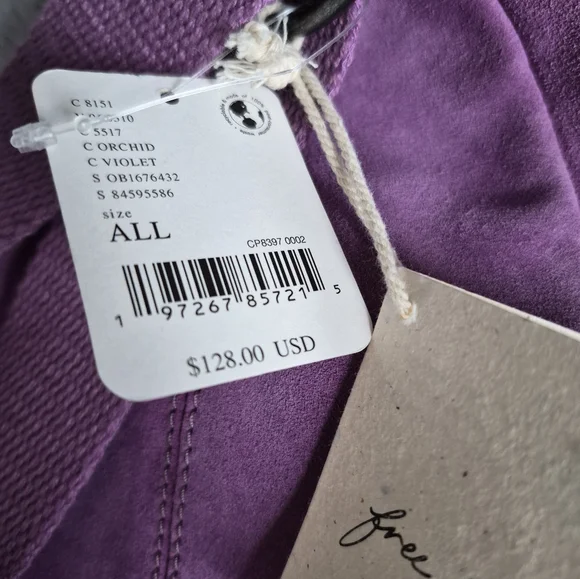 C 8151
C 5517
C ORCHID
C VIOLET
S OB1676432
S 84595586
size
ALL
CP8397 0002
1 97267 85721 5
$128.00 USD
free